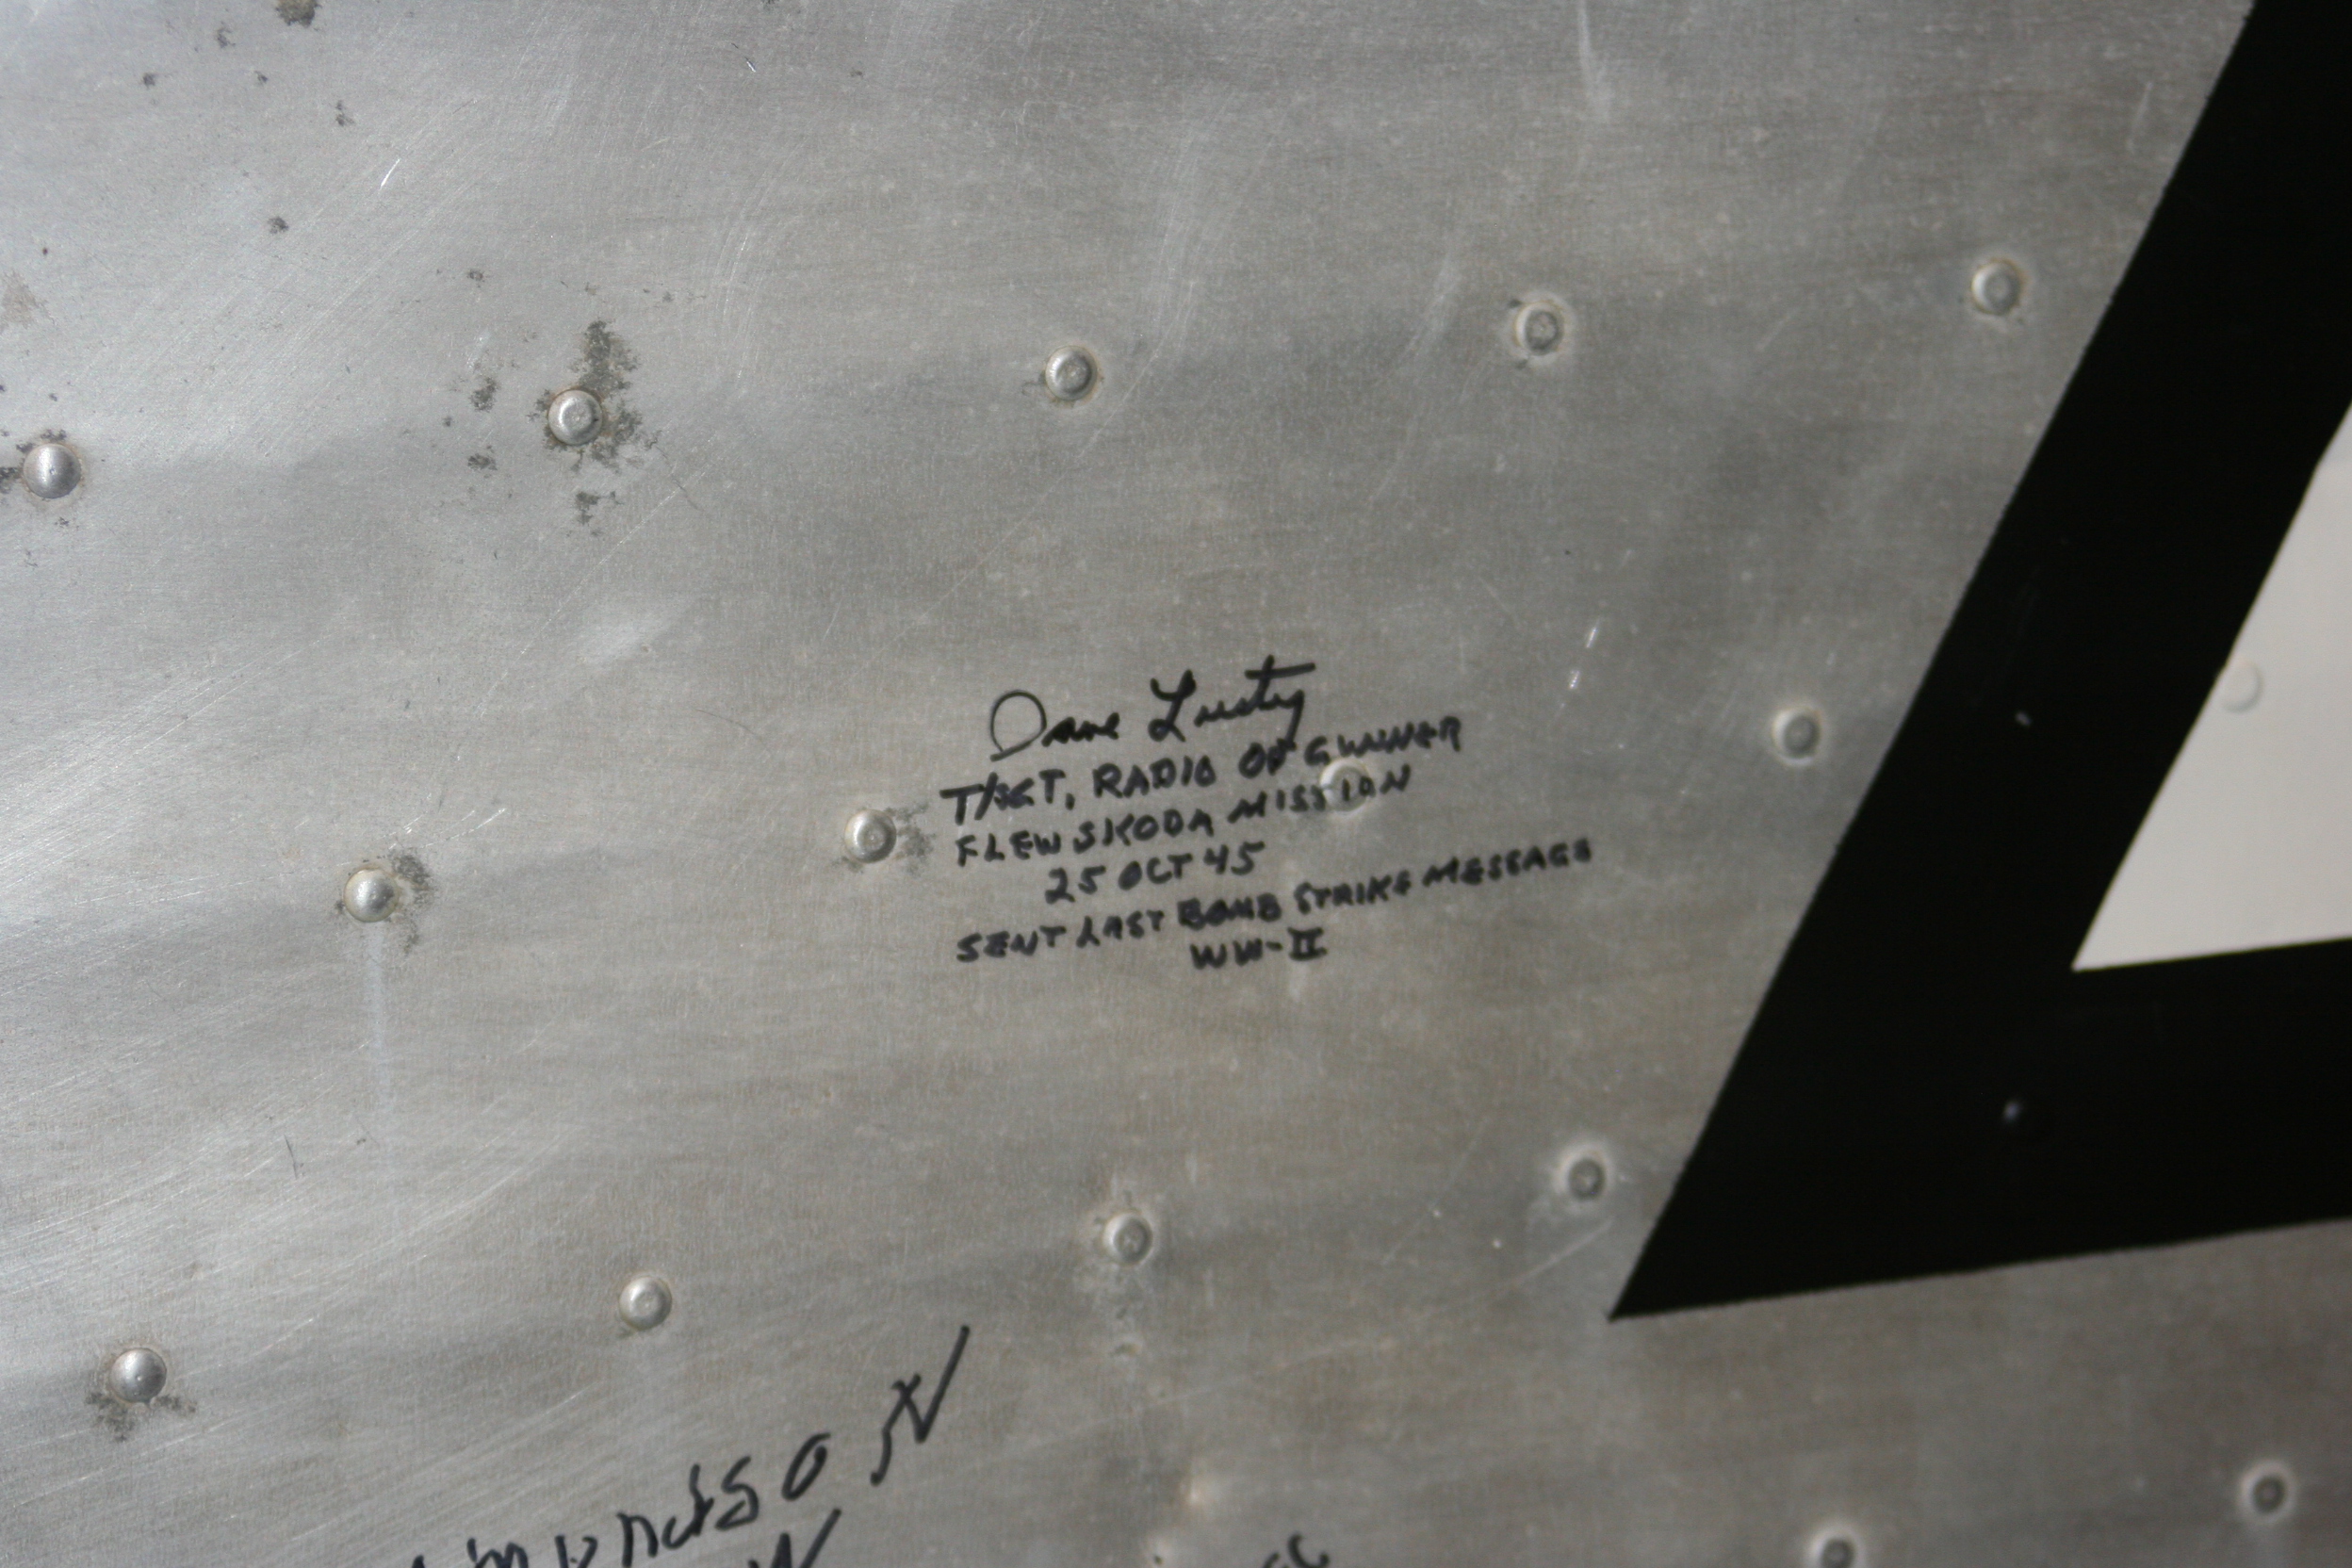 Dave Lusty
T/SGT, RADIO OP GUNNER
FLEW SKODA MISSION
25 OCT 45
SENT LAST BOMB STRIKE MESSAGE
WW-II